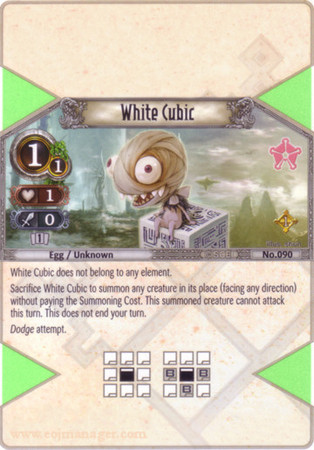 White Cubic
1
1
1
0
[1]
Egg / Unknown
No.090
White Cubic does not belong to any element.
Sacrifice White Cubic to summon any creature in its place (facing any direction)
without paying the Summoning Cost. This summoned creature cannot attack
this turn. This does not end your turn.
Dodge attempt.
www.eojmanager.com